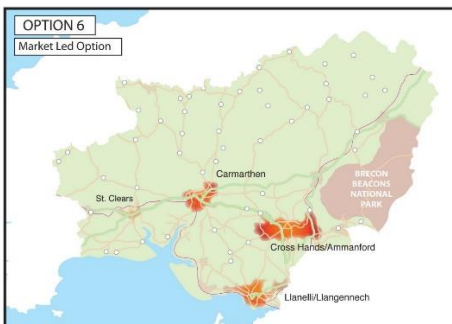 OPTION 6
Market Led Option
Carmarthen
St. Clears
BRECON
BEACONS
NATIONAL
PARK
Cross Hands/Ammanford
Llanelli/Llangennech